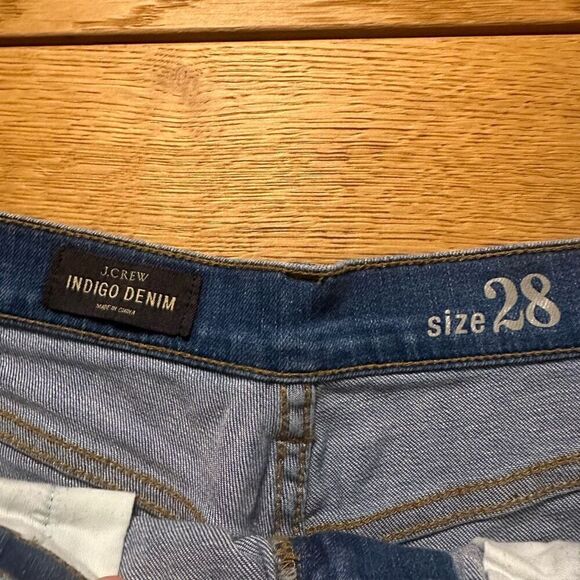 J.CREW
INDIGO DENIM
MADE IN CHINA
size 28